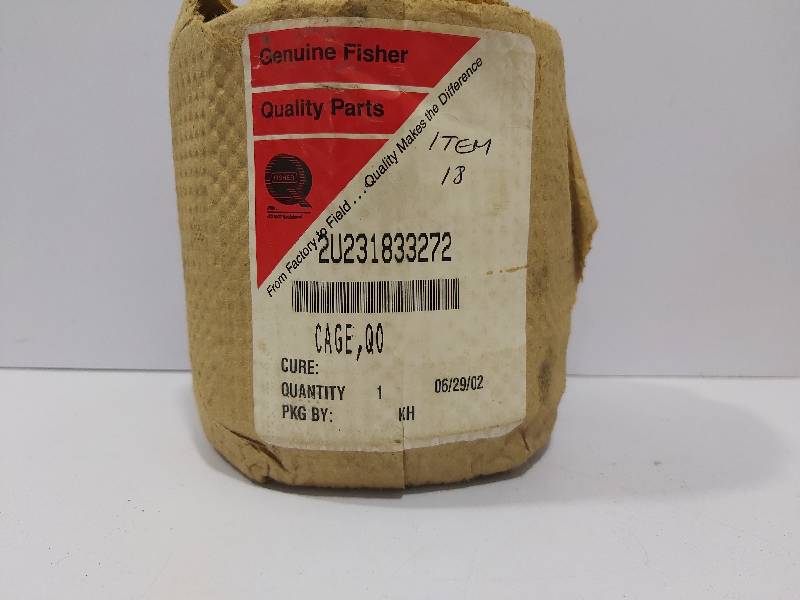 Genuine Fisher
Quality Parts
FISHER
From Factory to Field ... Quality Makes the Difference
ITEM
18
2U231833272
CAGE,QO
CURE:
QUANTITY 1 06/29/02
PKG BY: KH